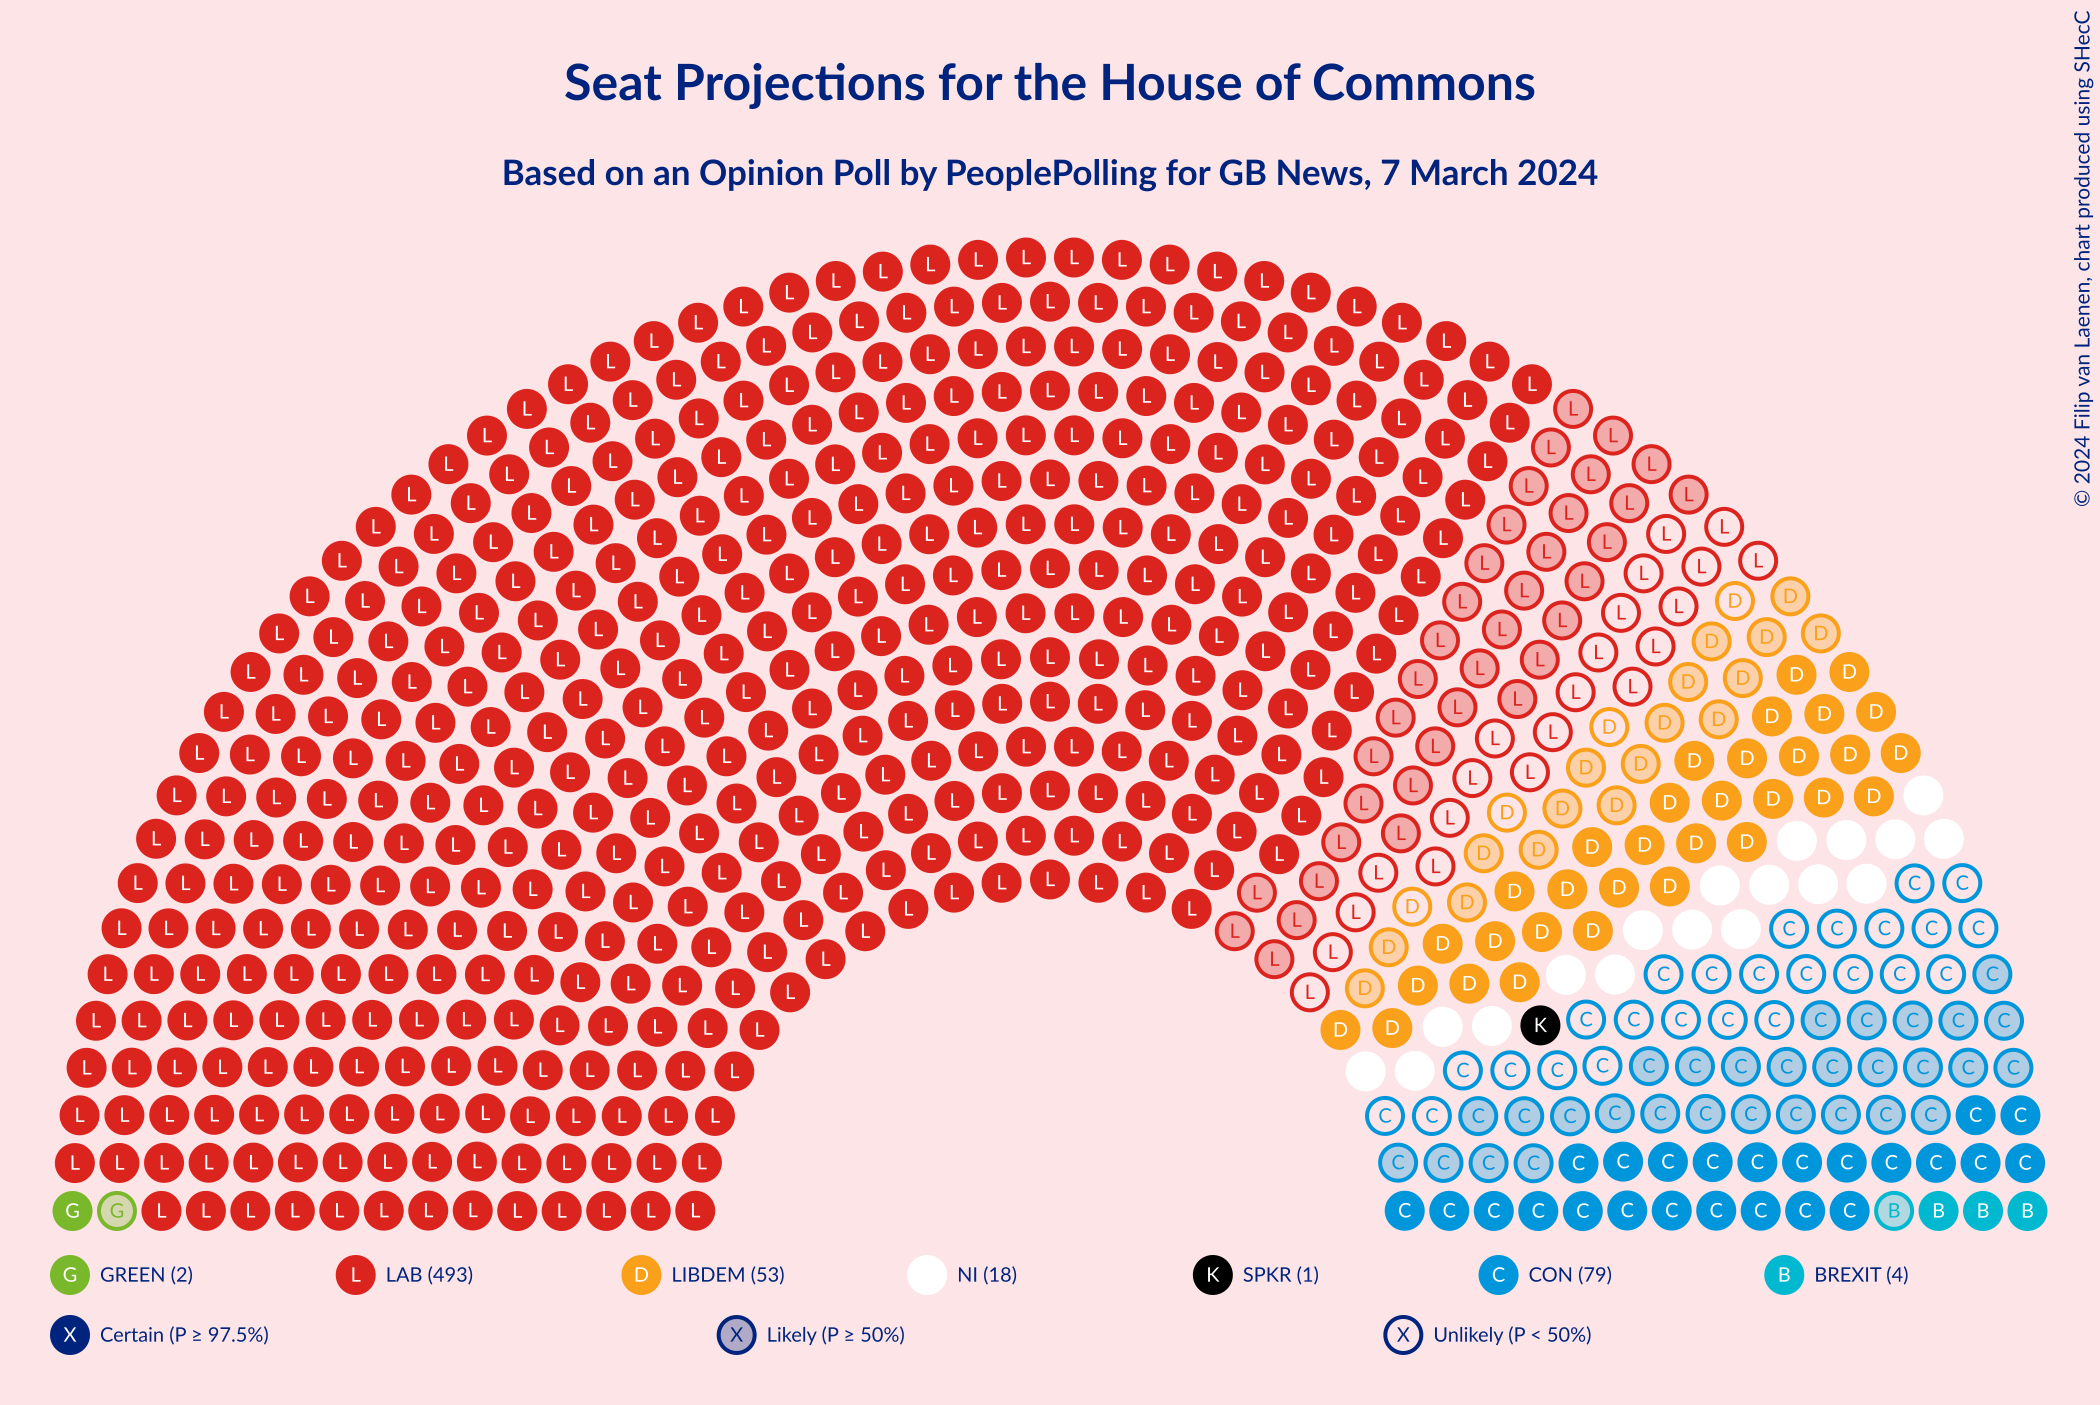 Seat Projections for the House of Commons
Based on an Opinion Poll by PeoplePolling for GB News, 7 March 2024
© 2024 Filip van Laenen, chart produced using SHecC
G GREEN (2) L LAB (493) D LIBDEM (53) NI (18) K SPKR (1) C CON (79) B BREXIT (4)
X Certain (P ≥ 97.5%) X Likely (P ≥ 50%) X Unlikely (P < 50%)